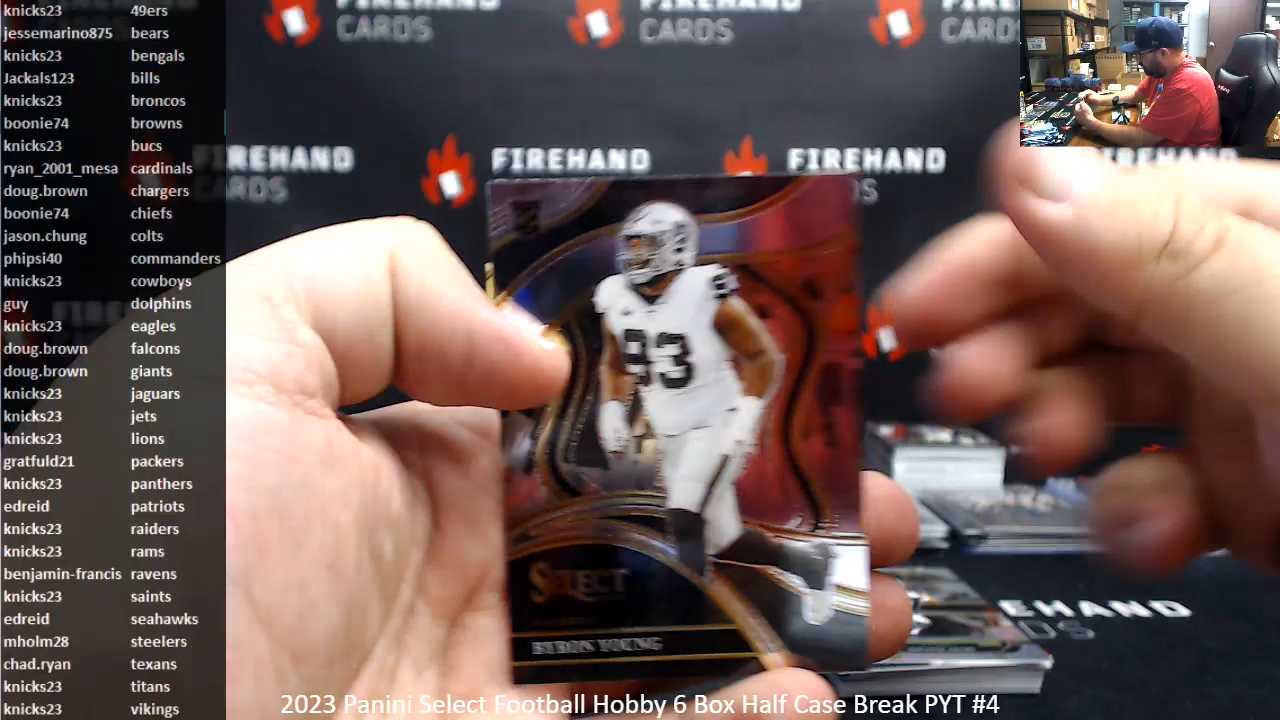 knicks23 49ers
jessemarino875 bears
knicks23 bengals
Jackals123 bills
knicks23 broncos
boonie74 browns
knicks23 bucs
ryan_2001_mesa cardinals
doug.brown chargers
boonie74 chiefs
jason.chung colts
phipsi40 commanders
knicks23 cowboys
guy dolphins
knicks23 eagles
doug.brown falcons
doug.brown giants
knicks23 jaguars
knicks23 jets
knicks23 lions
gratfuld21 packers
knicks23 panthers
edreid patriots
knicks23 raiders
knicks23 rams
benjamin-francis ravens
knicks23 saints
edreid seahawks
mholm28 steelers
chad.ryan texans
knicks23 titans
knicks23 vikings
FIREHAND CARDS
FIREHAND CARDS
FIREHAND CARDS
FIREHAND CARDS
FIREHAND
FIREHAND
93
SELECT
BYRON YOUNG
EHAND
DS
2023 Panini Select Football Hobby 6 Box Half Case Break PYT #4